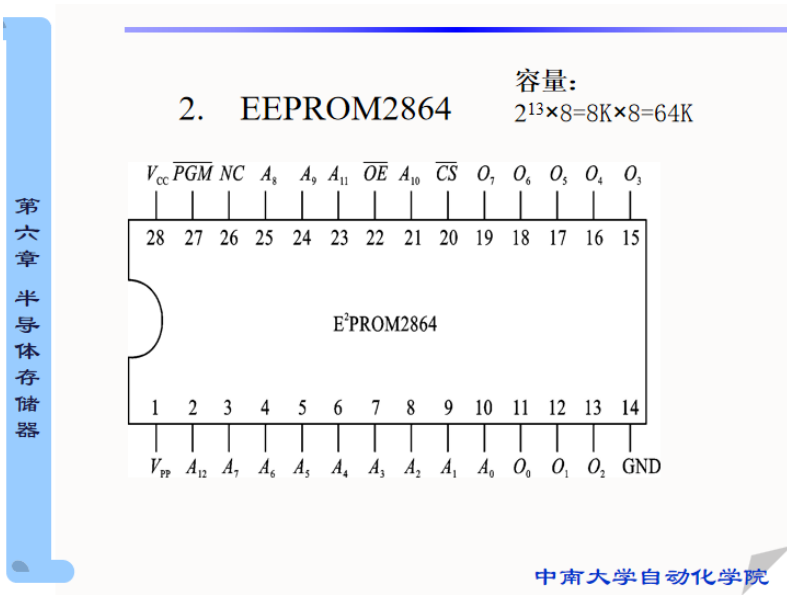 容量:
2. EEPROM2864
2¹³×8=8K×8=64K
V_CC P̅G̅M̅ NC A₈ A₉ A₁₁ O̅E̅ A₁₀ C̅S̅ O₇ O₆ O₅ O₄ O₃
28 27 26 25 24 23 22 21 20 19 18 17 16 15
E²PROM2864
1 2 3 4 5 6 7 8 9 10 11 12 13 14
V_PP A₁₂ A₇ A₆ A₅ A₄ A₃ A₂ A₁ A₀ O₀ O₁ O₂ GND
第六章 半导体存储器
中南大学自动化学院